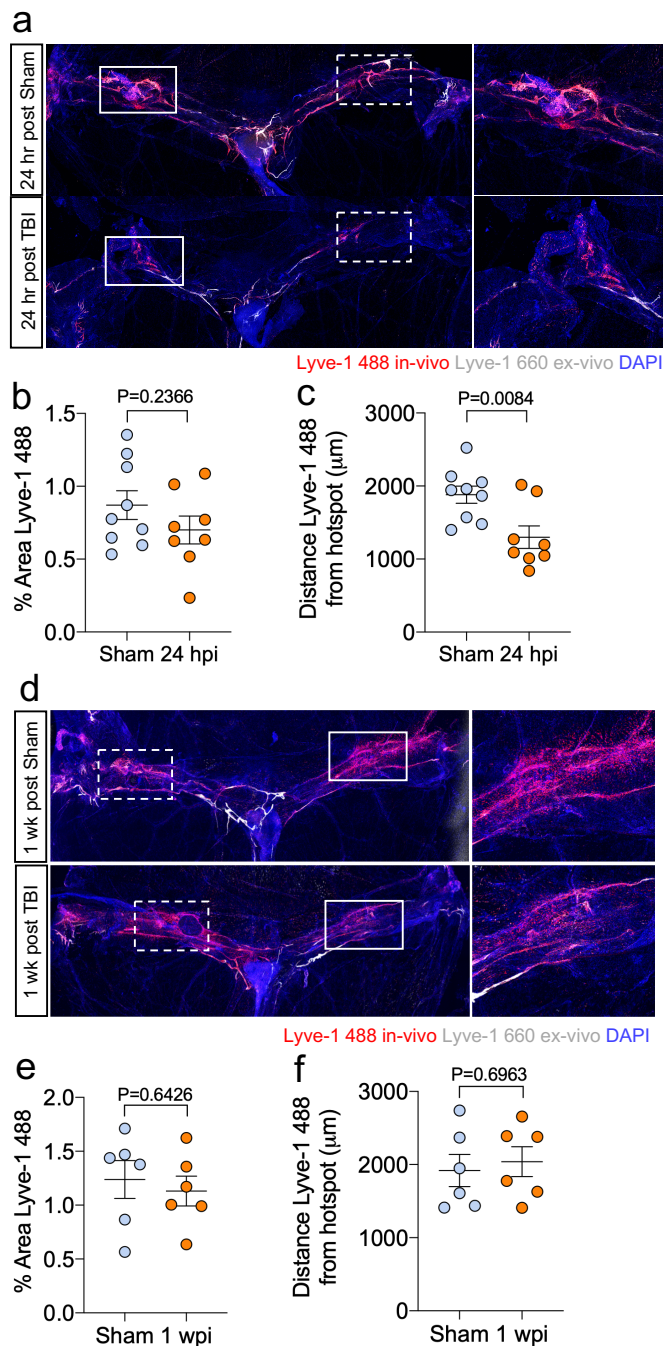 a
24 hr post Sham
24 hr post TBI
Lyve-1 488 in-vivo Lyve-1 660 ex-vivo DAPI
b
P=0.2366
% Area Lyve-1 488
1.5
1.0
0.5
0.0
Sham 24 hpi
c
P=0.0084
Distance Lyve-1 488
from hotspot (μm)
3000
2000
1000
0
Sham 24 hpi
d
1 wk post Sham
1 wk post TBI
Lyve-1 488 in-vivo Lyve-1 660 ex-vivo DAPI
e
P=0.6426
% Area Lyve-1 488
2.0
1.5
1.0
0.5
0.0
Sham 1 wpi
f
P=0.6963
Distance Lyve-1 488
from hotspot (μm)
3000
2000
1000
0
Sham 1 wpi